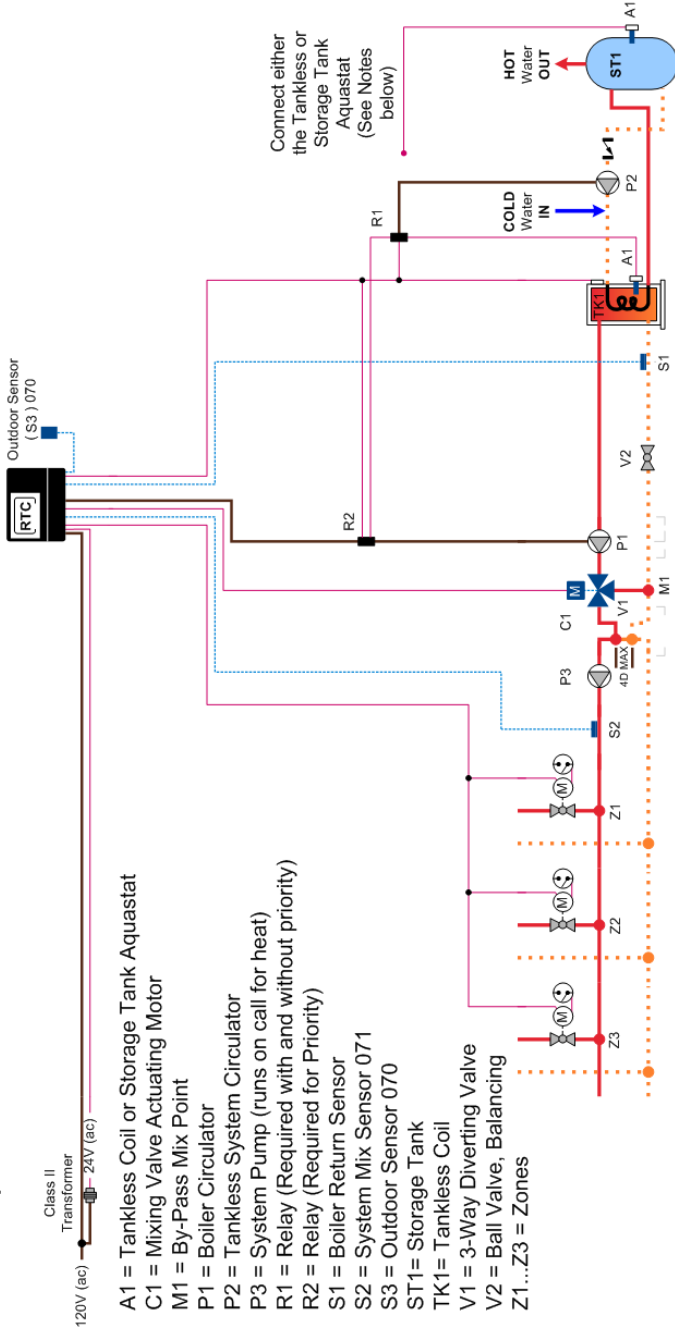 Outdoor Sensor
( S3 ) 070
RTC
Class II
Transformer
120V (ac)
24V (ac)
Connect either
the Tankless or
Storage Tank
Aquastat
(See Notes
below)
A1
HOT
Water
OUT
ST1
R1
COLD
Water
IN
P2
R2
TK1
A1
S1
V2
P1
M
C1
V1
M1
4D MAX
P3
S2
M
M
M
Z1
Z2
Z3
A1 = Tankless Coil or Storage Tank Aquastat
C1 = Mixing Valve Actuating Motor
M1 = By-Pass Mix Point
P1 = Boiler Circulator
P2 = Tankless System Circulator
P3 = System Pump (runs on call for heat)
R1 = Relay (Required with and without priority)
R2 = Relay (Required for Priority)
S1 = Boiler Return Sensor
S2 = System Mix Sensor 071
S3 = Outdoor Sensor 070
ST1= Storage Tank
TK1= Tankless Coil
V1 = 3-Way Diverting Valve
V2 = Ball Valve, Balancing
Z1...Z3 = Zones